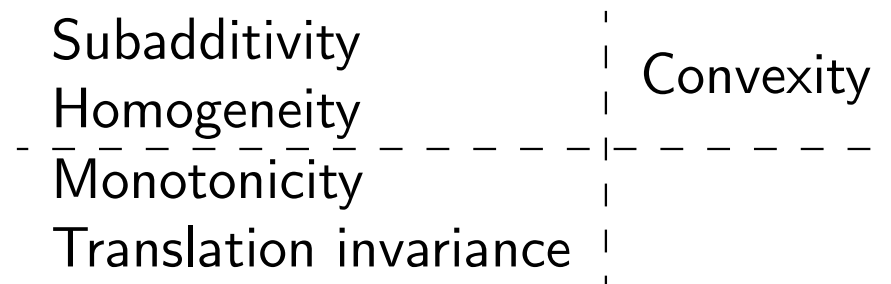 Subadditivity
Homogeneity
Convexity
Monotonicity
Translation invariance